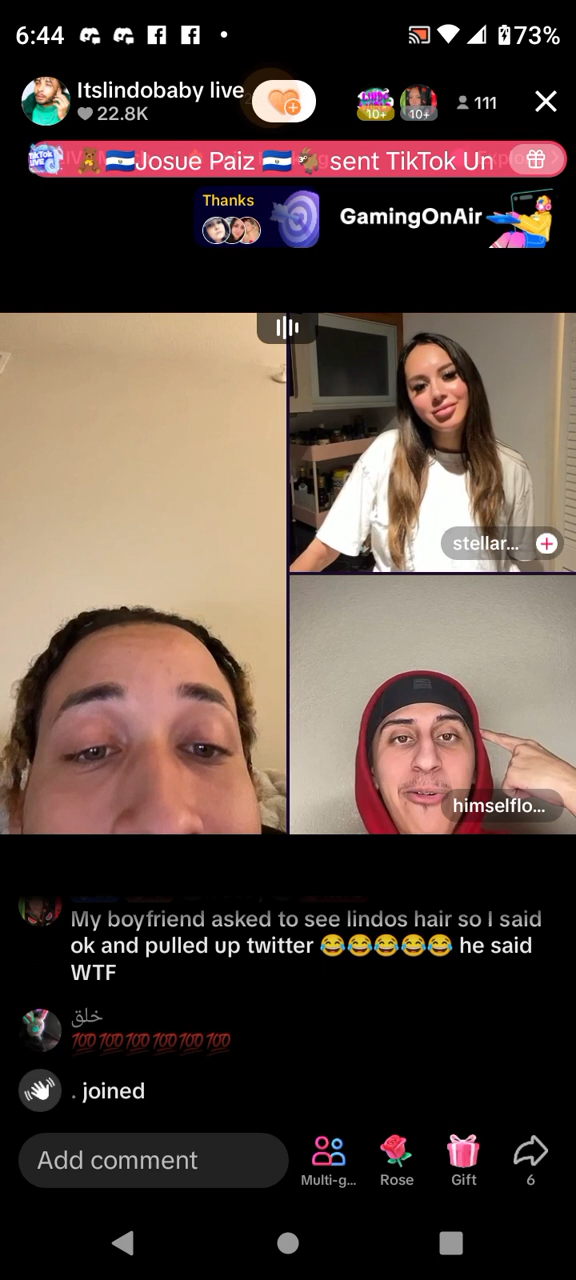 6:44
73%
Itslindobaby live
22.8K
10+
10+
111
🧸🇸🇻Josue Paiz 🇸🇻🐐 sent TikTok Un
Thanks
GamingOnAir
stellar...
himselflo...
My boyfriend asked to see lindos hair so I said
ok and pulled up twitter 😂😂😂😂😂 he said
WTF
خلق
💯💯💯💯💯💯
. joined
Add comment
Multi-g...
Rose
Gift
6